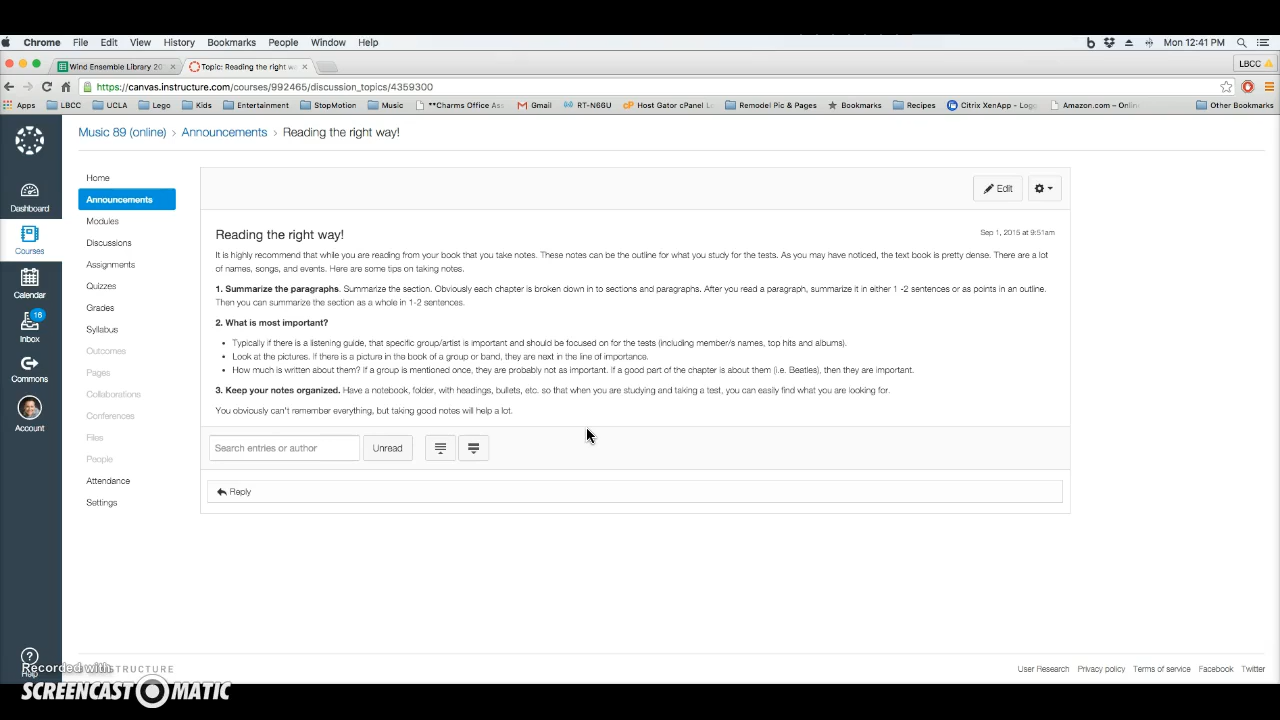 Chrome File Edit View History Bookmarks People Window Help Mon 12:41 PM
Wind Ensemble Library 20 Topic: Reading the right w LBCC
https://canvas.instructure.com/courses/992465/discussion_topics/4359300
Apps LBCC UCLA Lego Kids Entertainment StopMotion Music **Charms Office Ass Gmail RT-N66U Host Gator cPanel L Remodel Pic & Pages Bookmarks Recipes Citrix XenApp - Log Amazon.com – Onlin Other Bookmarks
Music 89 (online) > Announcements > Reading the right way!
Dashboard
Courses
Calendar
16
Inbox
Commons
Account
Help
Home
Announcements
Modules
Discussions
Assignments
Quizzes
Grades
Syllabus
Outcomes
Pages
Collaborations
Conferences
Files
People
Attendance
Settings
Edit
Reading the right way! Sep 1, 2015 at 9:51am
It is highly recommend that while you are reading from your book that you take notes. These notes can be the outline for what you study for the tests. As you may have noticed, the text book is pretty dense. There are a lot
of names, songs, and events. Here are some tips on taking notes.
1. Summarize the paragraphs. Summarize the section. Obviously each chapter is broken down in to sections and paragraphs. After you read a paragraph, summarize it in either 1 -2 sentences or as points in an outline.
Then you can summarize the section as a whole in 1-2 sentences.
2. What is most important?
• Typically if there is a listening guide, that specific group/artist is important and should be focused on for the tests (including member/s names, top hits and albums).
• Look at the pictures. If there is a picture in the book of a group or band, they are next in the line of importance.
• How much is written about them? If a group is mentioned once, they are probably not as important. If a good part of the chapter is about them (i.e. Beatles), then they are important.
3. Keep your notes organized. Have a notebook, folder, with headings, bullets, etc. so that when you are studying and taking a test, you can easily find what you are looking for.
You obviously can't remember everything, but taking good notes will help a lot.
Search entries or author Unread
Reply
User Research Privacy policy Terms of service Facebook Twitter
Recorded with STRUCTURE
SCREENCAST MATIC